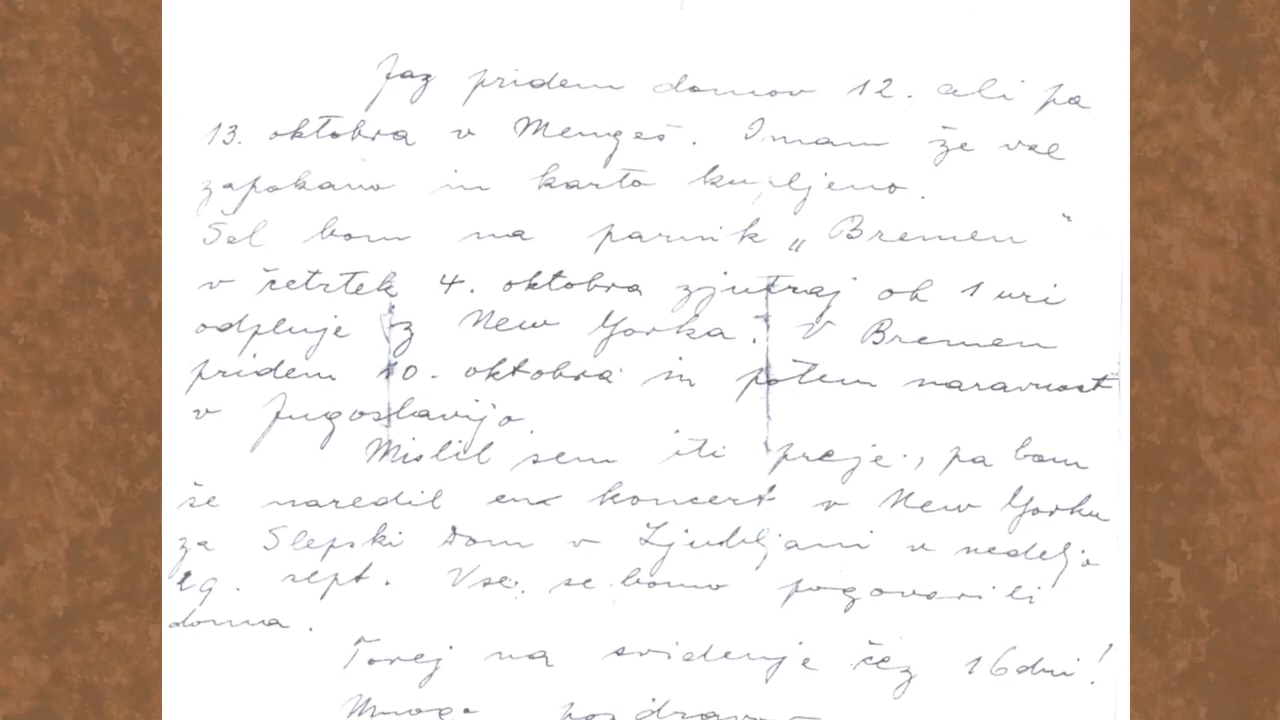 Jaz pridem domov 12. ali pa
13. oktobra v Mengeš. Imam že vse
zapokano in karto kupljeno.
Šel bom na parnik „Bremen“
v četrtek 4. oktobra zjutraj ob 1 uri
odpluje iz New Yorka. V Bremen
pridem 10. oktobra in potem naravnost
v Jugoslavijo.
Mislil sem iti preje, pa bom
še naredil en koncert v New Yorku
za Slepski Dom v Ljubljani v nedeljo
sept. Vse se bomo pogovorili
doma.
Torej na svidenje čez 16 dni!
Mnogo pozdravov